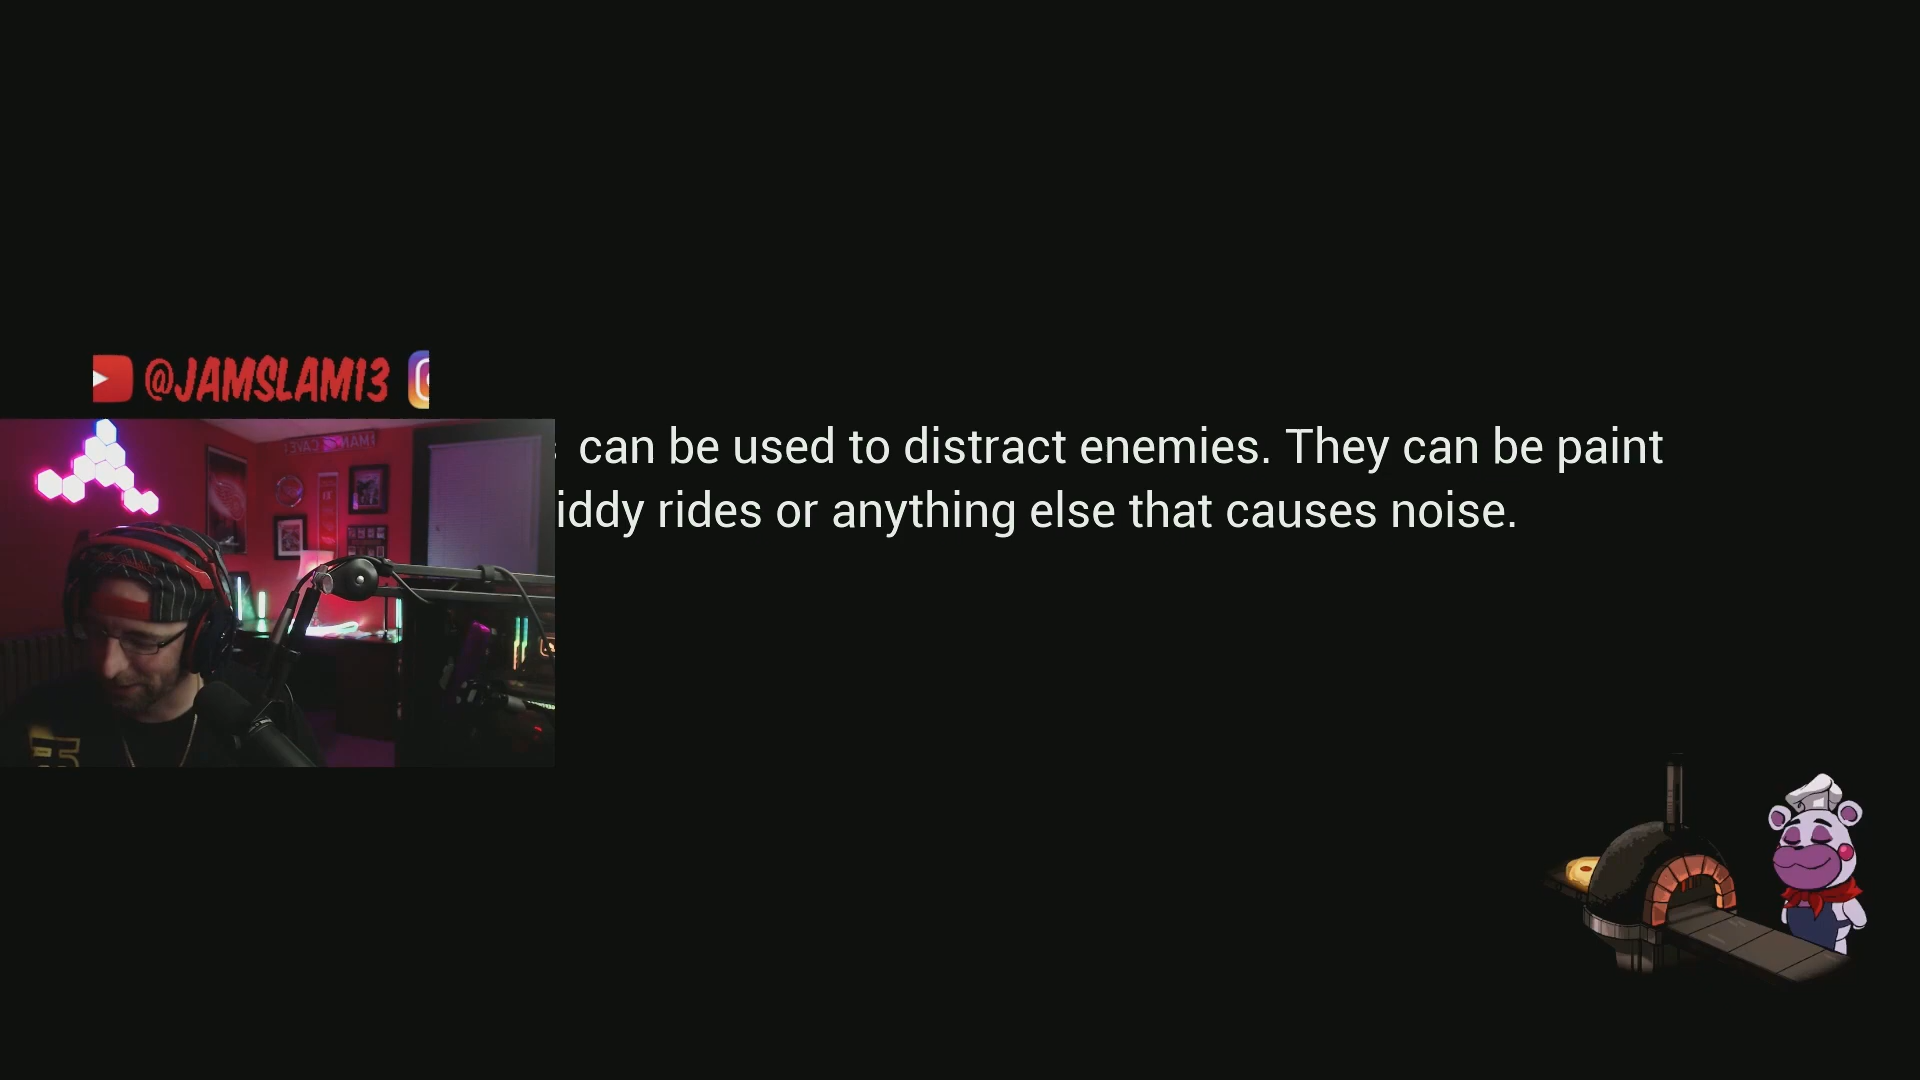 @JAMSLAM13
can be used to distract enemies. They can be paint
iddy rides or anything else that causes noise.